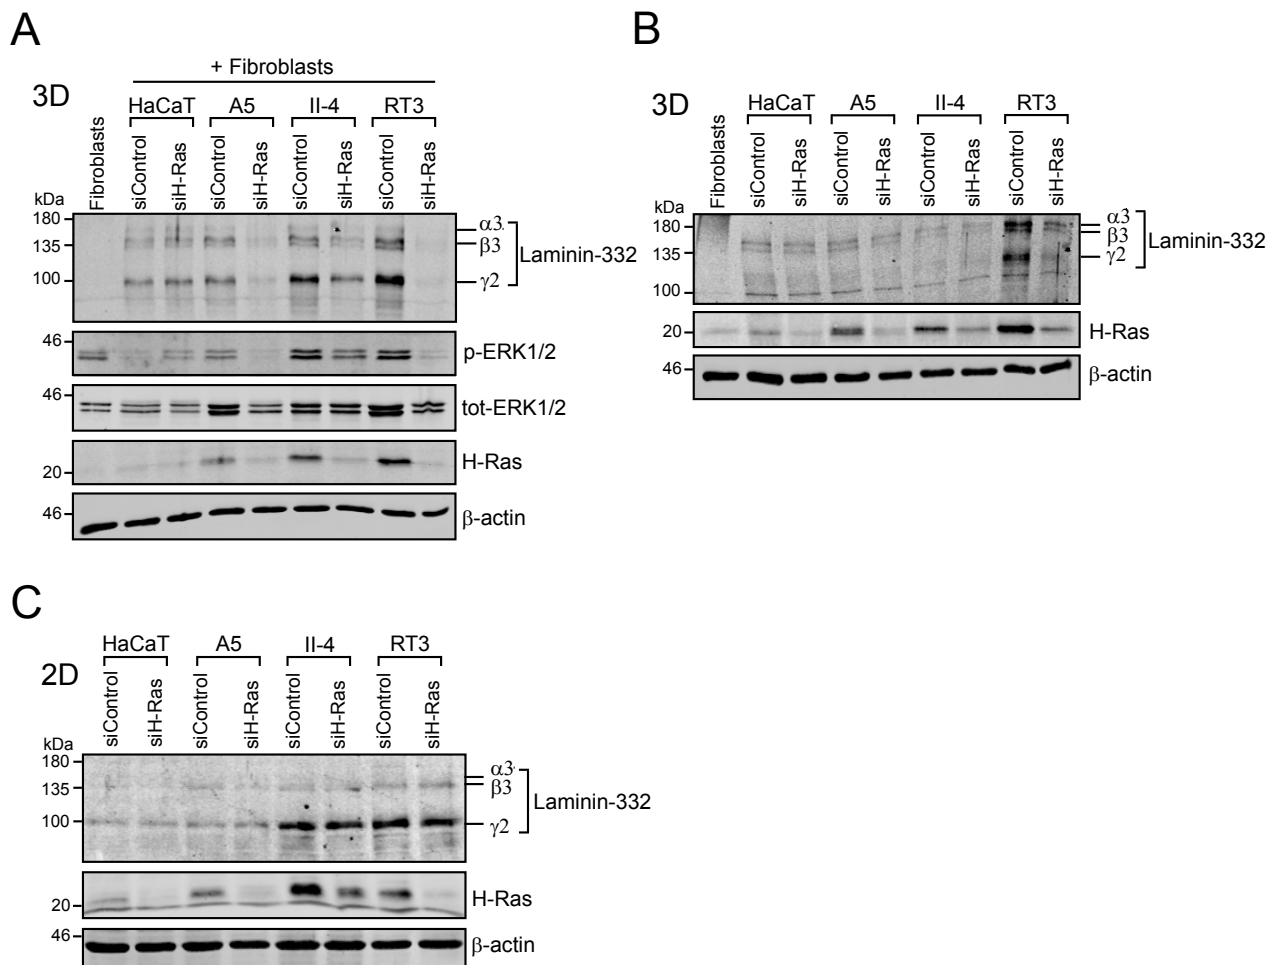 A
+ Fibroblasts
3D
HaCaT A5 II-4 RT3
Fibroblasts siControl siH-Ras siControl siH-Ras siControl siH-Ras siControl siH-Ras
kDa
180 α3
135 β3 Laminin-332
100 γ2
46 p-ERK1/2
46 tot-ERK1/2
20 H-Ras
46 β-actin
B
3D
HaCaT A5 II-4 RT3
Fibroblasts siControl siH-Ras siControl siH-Ras siControl siH-Ras siControl siH-Ras
kDa
180 α3
β3 Laminin-332
135 γ2
100
20 H-Ras
46 β-actin
C
2D
HaCaT A5 II-4 RT3
siControl siH-Ras siControl siH-Ras siControl siH-Ras siControl siH-Ras
kDa
180 α3
135 β3 Laminin-332
100 γ2
20 H-Ras
46 β-actin